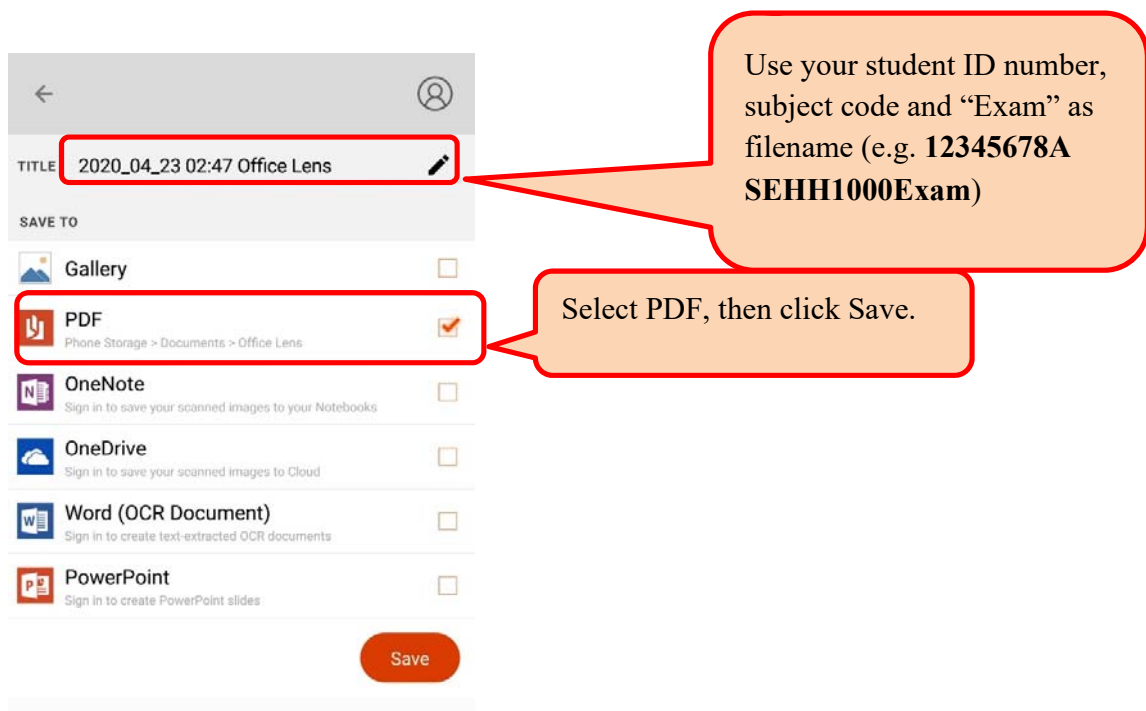 Use your student ID number,
subject code and “Exam” as
filename (e.g. 12345678A
SEHH1000Exam)
TITLE 2020_04_23 02:47 Office Lens
SAVE TO
Gallery
PDF
Phone Storage > Documents > Office Lens
Select PDF, then click Save.
OneNote
Sign in to save your scanned images to your Notebooks
OneDrive
Sign in to save your scanned images to Cloud
Word (OCR Document)
Sign in to create text-extracted OCR documents
PowerPoint
Sign in to create PowerPoint slides
Save